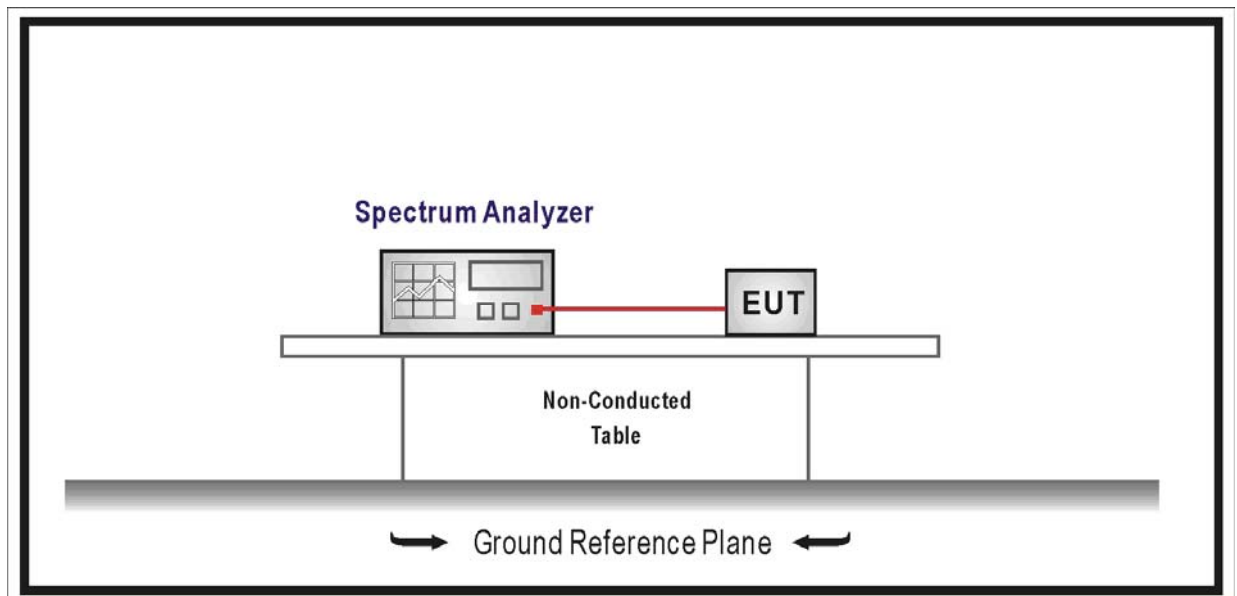 Spectrum Analyzer
EUT
Non-Conducted
Table
Ground Reference Plane